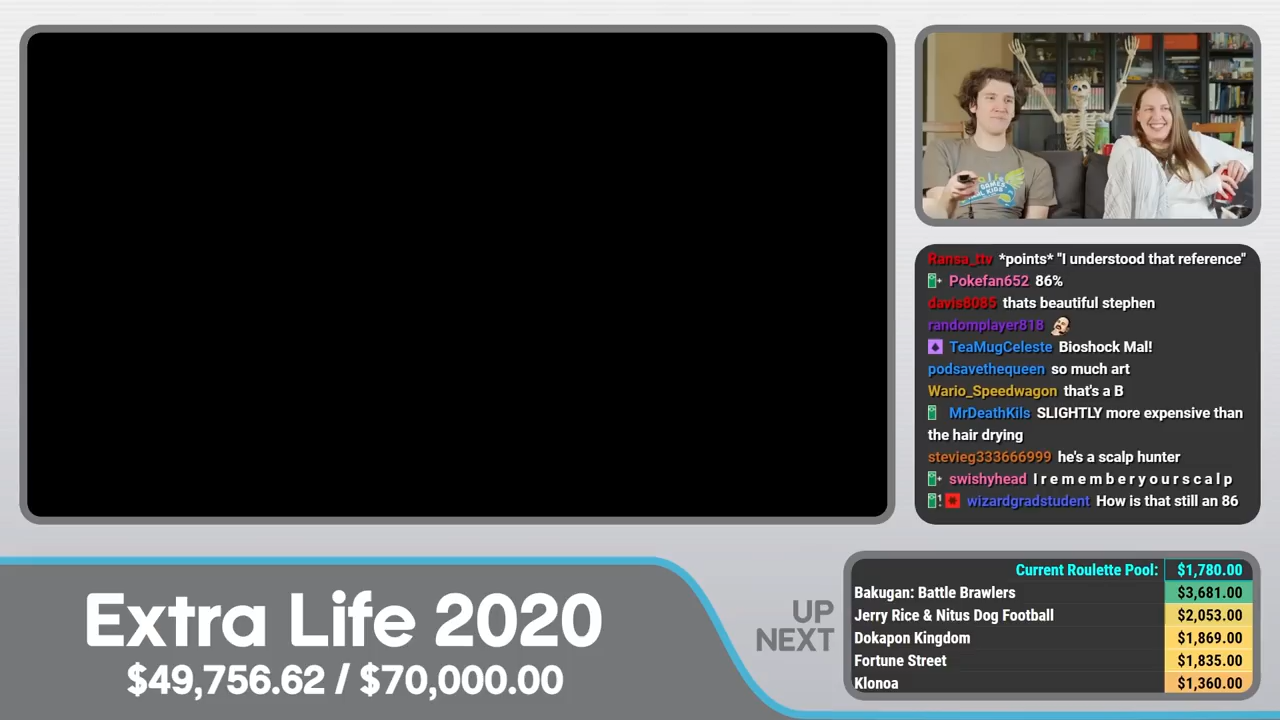 Ransa_ttv *points* "I understood that reference"
Pokefan652 86%
davis8085 thats beautiful stephen
randomplayer818
TeaMugCeleste Bioshock Mal!
podsavethequeen so much art
Wario_Speedwagon that's a B
MrDeathKils SLIGHTLY more expensive than
the hair drying
stevieg333666999 he's a scalp hunter
swishyhead I r e m e m b e r y o u r s c a l p
wizardgradstudent How is that still an 86
Extra Life 2020
$49,756.62 / $70,000.00
UP
NEXT
Current Roulette Pool: $1,780.00
Bakugan: Battle Brawlers $3,681.00
Jerry Rice & Nitus Dog Football $2,053.00
Dokapon Kingdom $1,869.00
Fortune Street $1,835.00
Klonoa $1,360.00